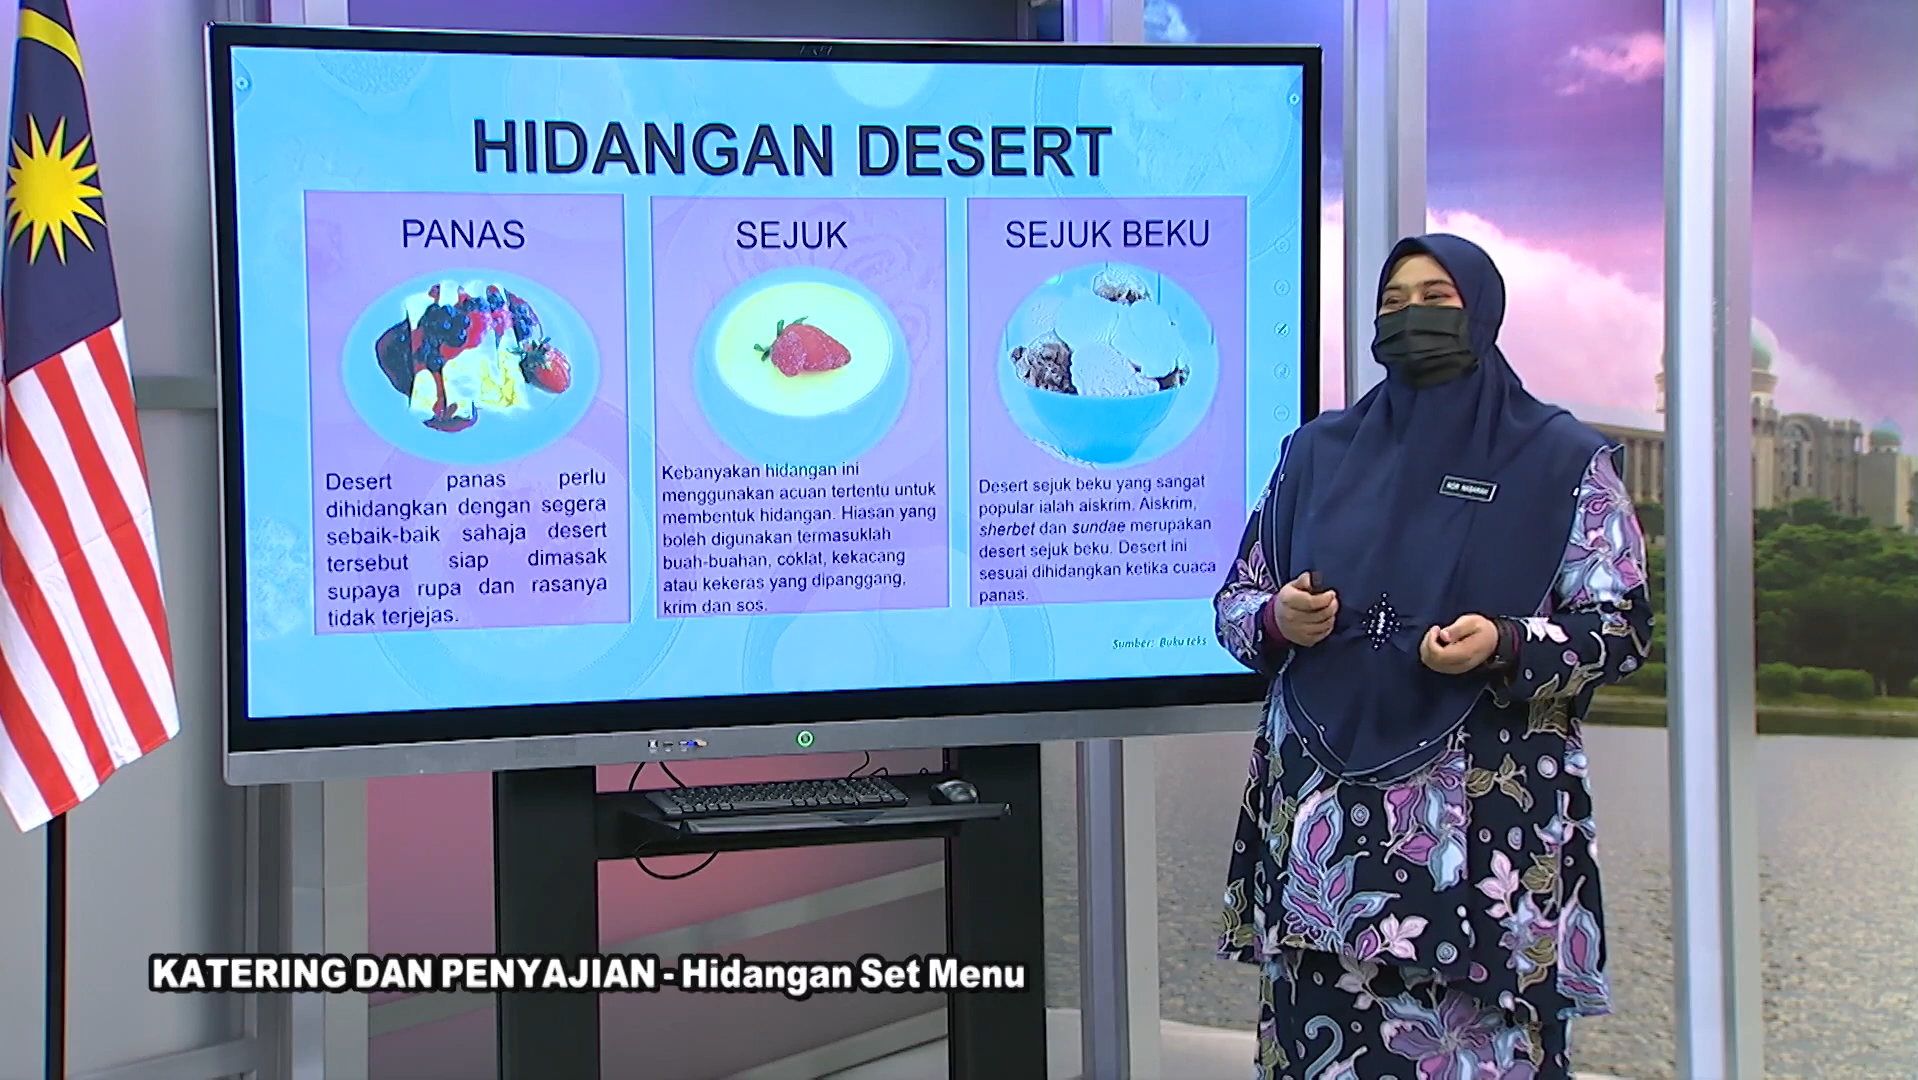 HIDANGAN DESERT
PANAS
Desert panas perlu
dihidangkan dengan segera
sebaik-baik sahaja desert
tersebut siap dimasak
supaya rupa dan rasanya
tidak terjejas.
SEJUK
Kebanyakan hidangan ini
menggunakan acuan tertentu untuk
membentuk hidangan. Hiasan yang
boleh digunakan termasuklah
buah-buahan, coklat, kekacang
atau kekeras yang dipanggang,
krim dan sos.
SEJUK BEKU
Desert sejuk beku yang sangat
popular ialah aiskrim. Aiskrim,
sherbet dan sundae merupakan
desert sejuk beku. Desert ini
sesuai dihidangkan ketika cuaca
panas.
Sumber: Buku teks
KATERING DAN PENYAJIAN - Hidangan Set Menu